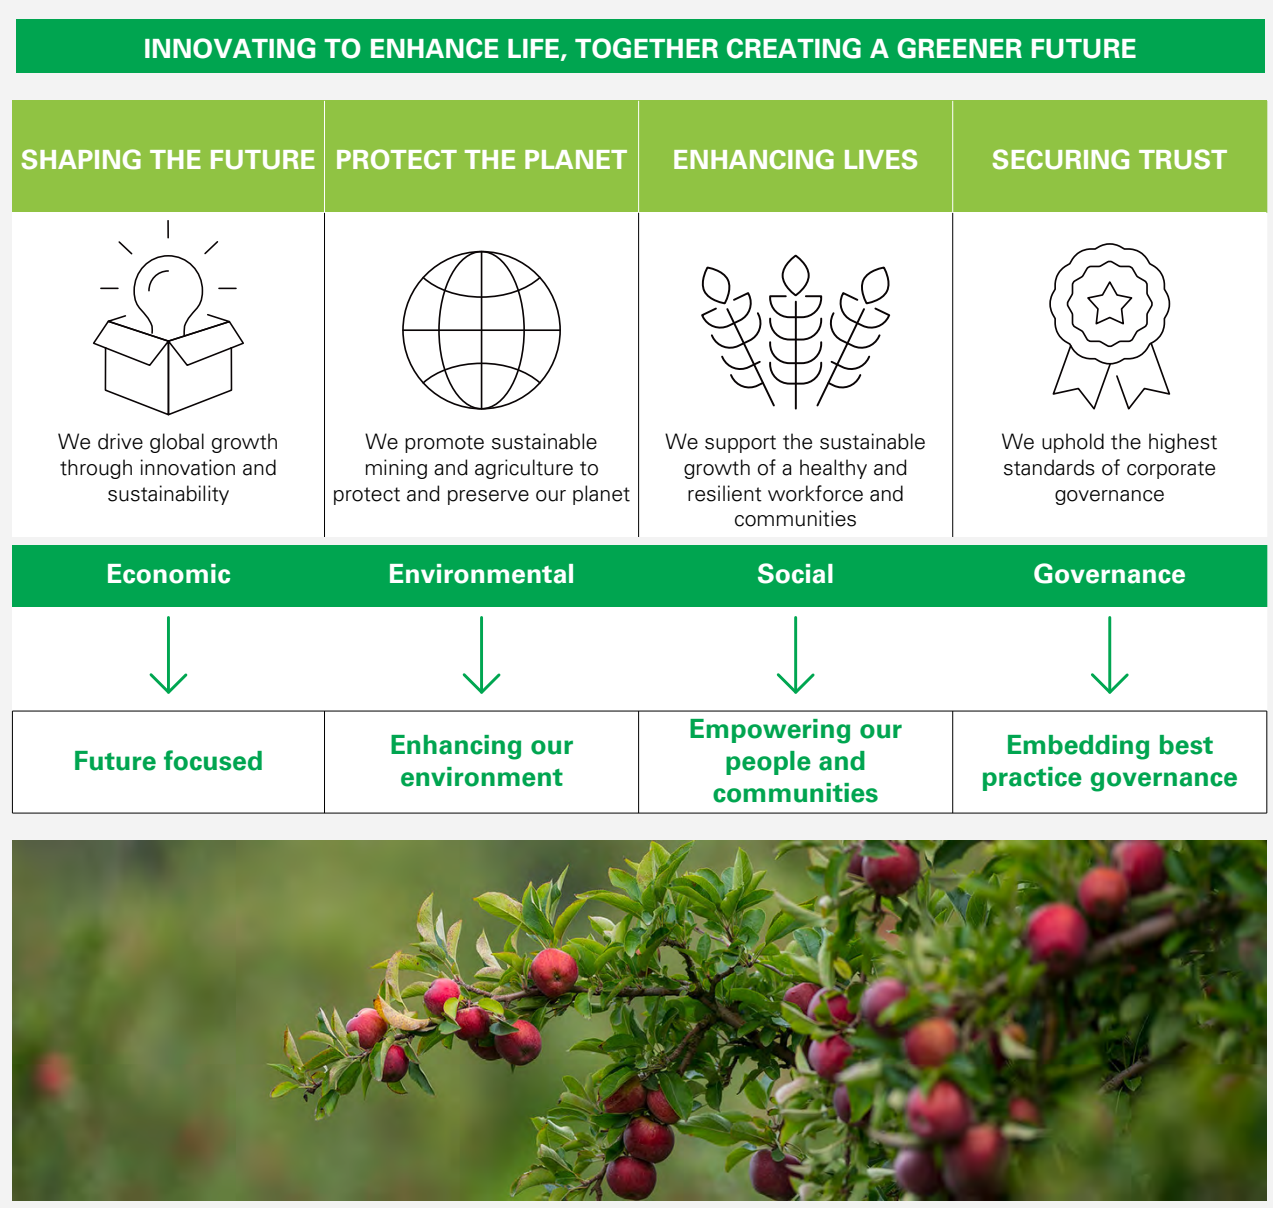 INNOVATING TO ENHANCE LIFE, TOGETHER CREATING A GREENER FUTURE
SHAPING THE FUTURE
PROTECT THE PLANET
ENHANCING LIVES
SECURING TRUST
We drive global growth
through innovation and
sustainability
We promote sustainable
mining and agriculture to
protect and preserve our planet
We support the sustainable
growth of a healthy and
resilient workforce and
communities
We uphold the highest
standards of corporate
governance
Economic
Environmental
Social
Governance
Future focused
Enhancing our
environment
Empowering our
people and
communities
Embedding best
practice governance